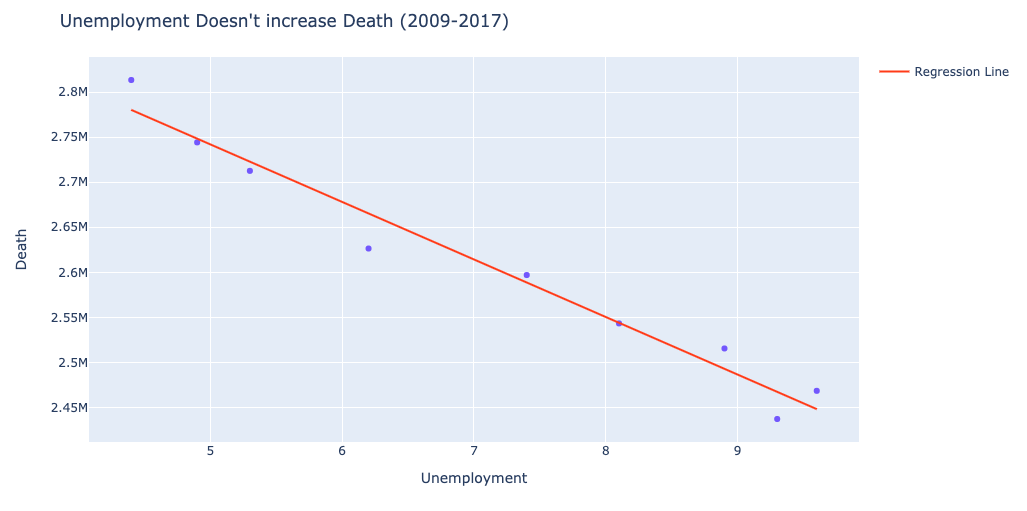 Unemployment Doesn't increase Death (2009-2017)
Regression Line
Death
2.8M
2.75M
2.7M
2.65M
2.6M
2.55M
2.5M
2.45M
5 6 7 8 9
Unemployment